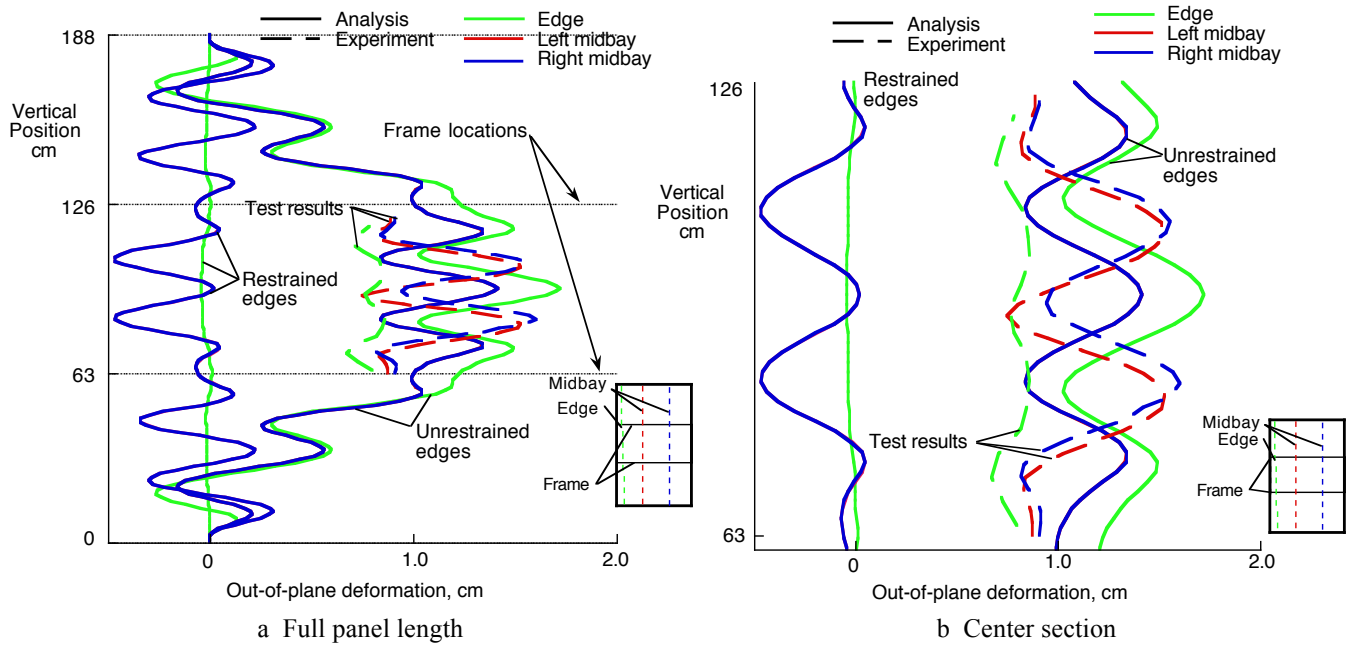 Analysis
Experiment
Edge
Left midbay
Right midbay
188
Vertical
Position
cm
126
63
0
Frame locations
Test results
Restrained
edges
Unrestrained
edges
Midbay
Edge
Frame
0
1.0
2.0
Out-of-plane deformation, cm
a Full panel length
Analysis
Experiment
Edge
Left midbay
Right midbay
Restrained
edges
126
Unrestrained
edges
Vertical
Position
cm
Test results
Midbay
Edge
Frame
63
0
1.0
2.0
Out-of-plane deformation, cm
b Center section